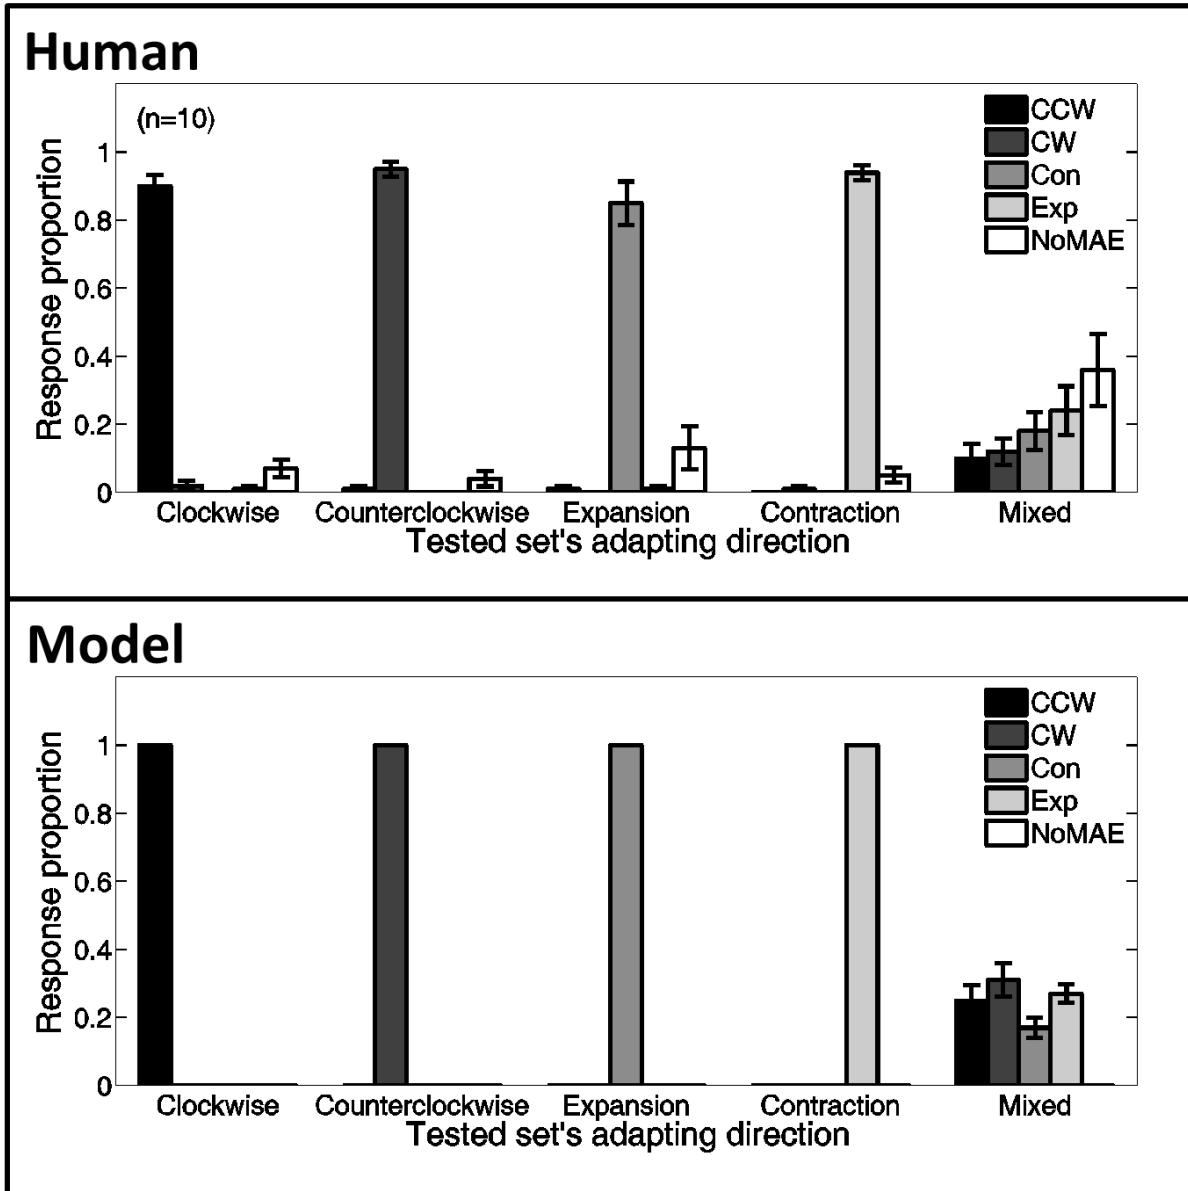 Human
(n=10)
CCW
CW
Con
Exp
NoMAE
Response proportion
1
0.8
0.6
0.4
0.2
0
Clockwise Counterclockwise Expansion Contraction Mixed
Tested set's adapting direction
Model
CCW
CW
Con
Exp
NoMAE
Response proportion
1
0.8
0.6
0.4
0.2
0
Clockwise Counterclockwise Expansion Contraction Mixed
Tested set's adapting direction